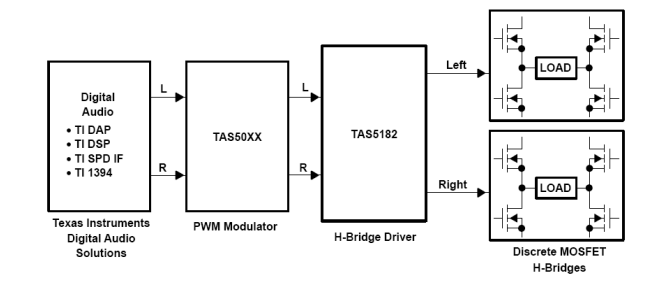 Digital
Audio
• TI DAP
• TI DSP
• TI SPD IF
• TI 1394
Texas Instruments
Digital Audio
Solutions
L
R
TAS50XX
PWM Modulator
L
R
TAS5182
H-Bridge Driver
Left
Right
LOAD
LOAD
Discrete MOSFET
H-Bridges